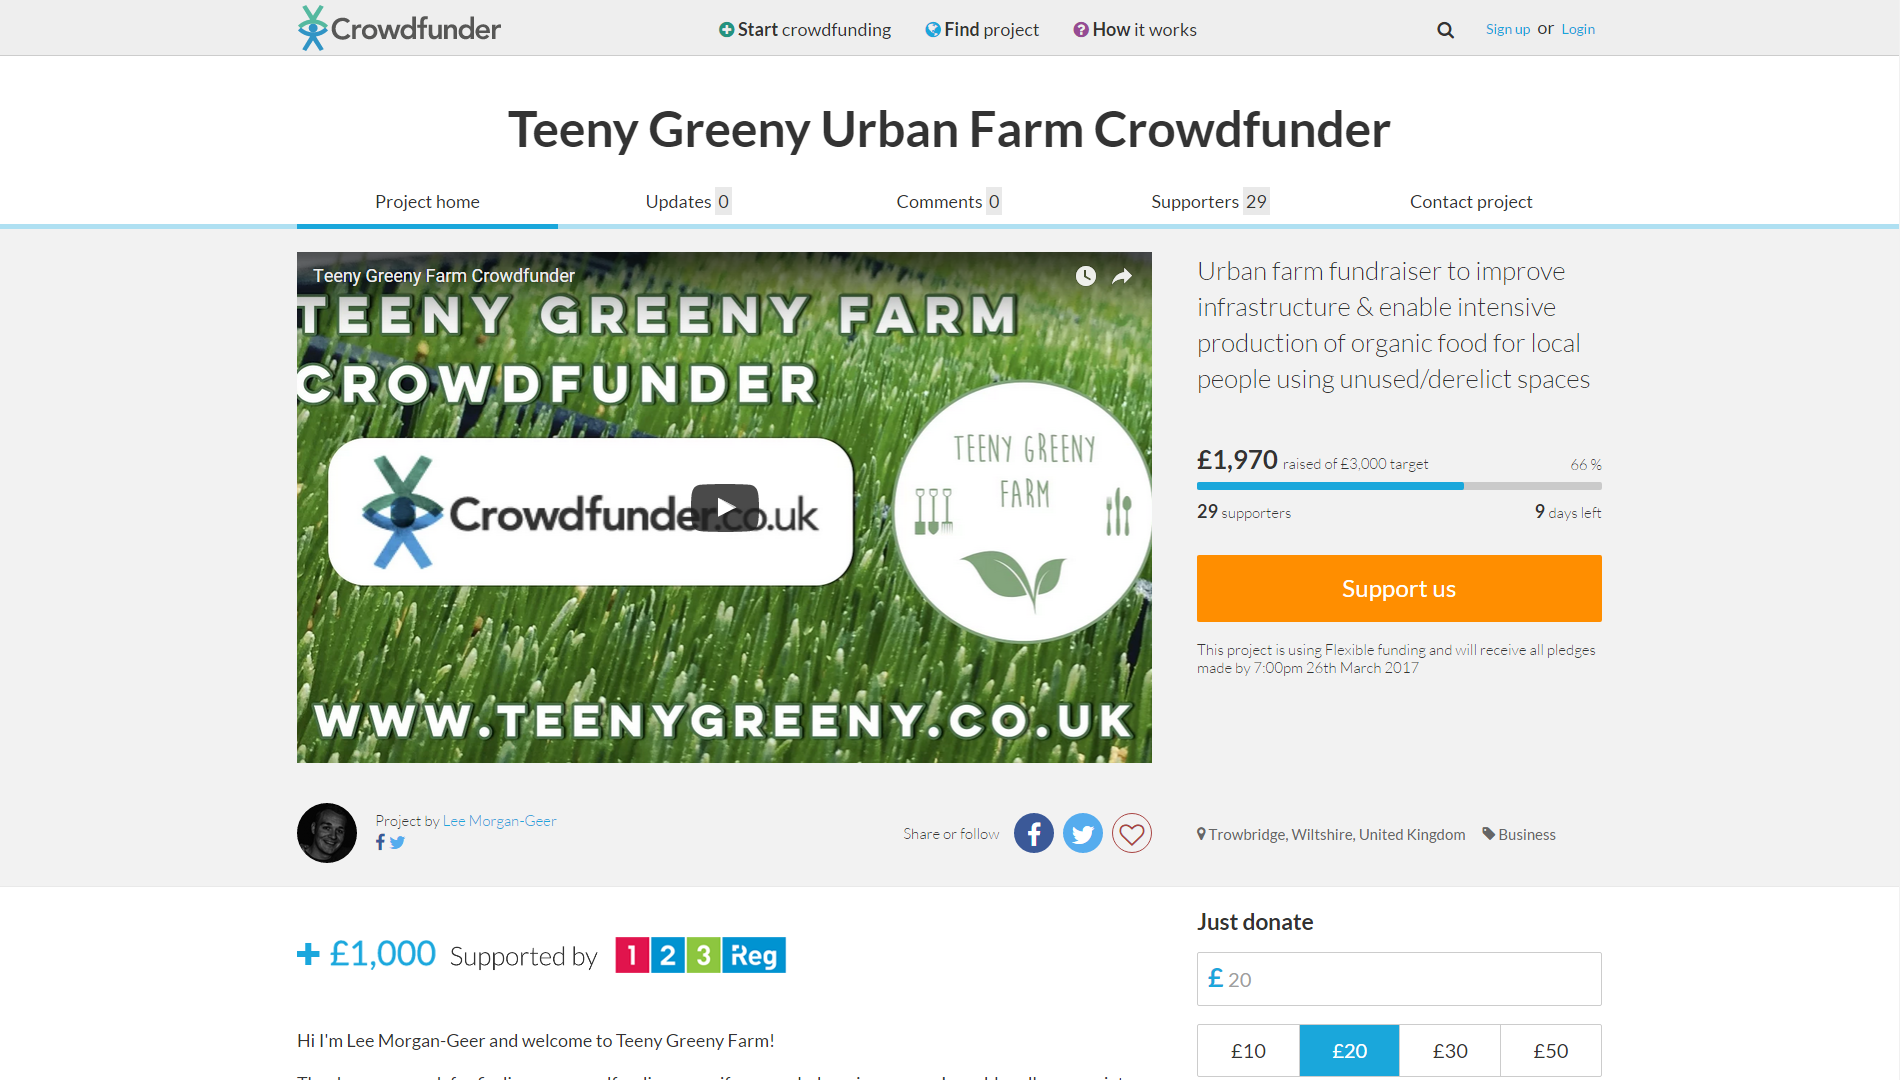 Crowdfunder
Start crowdfunding
Find project
How it works
Sign up or Login
Teeny Greeny Urban Farm Crowdfunder
Project home
Updates 0
Comments 0
Supporters 29
Contact project
Teeny Greeny Farm Crowdfunder
TEENY GREENY FARM
CROWDFUNDER
Crowdfunder.co.uk
TEENY GREENY
FARM
WWW.TEENYGREENY.CO.UK
Urban farm fundraiser to improve
infrastructure & enable intensive
production of organic food for local
people using unused/derelict spaces
£1,970 raised of £3,000 target
66 %
29 supporters
9 days left
Support us
This project is using Flexible funding and will receive all pledges
made by 7:00pm 26th March 2017
Project by Lee Morgan-Geer
Share or follow
Trowbridge, Wiltshire, United Kingdom
Business
+ £1,000 Supported by 123 Reg
Just donate
£ 20
£10
£20
£30
£50
Hi I'm Lee Morgan-Geer and welcome to Teeny Greeny Farm!